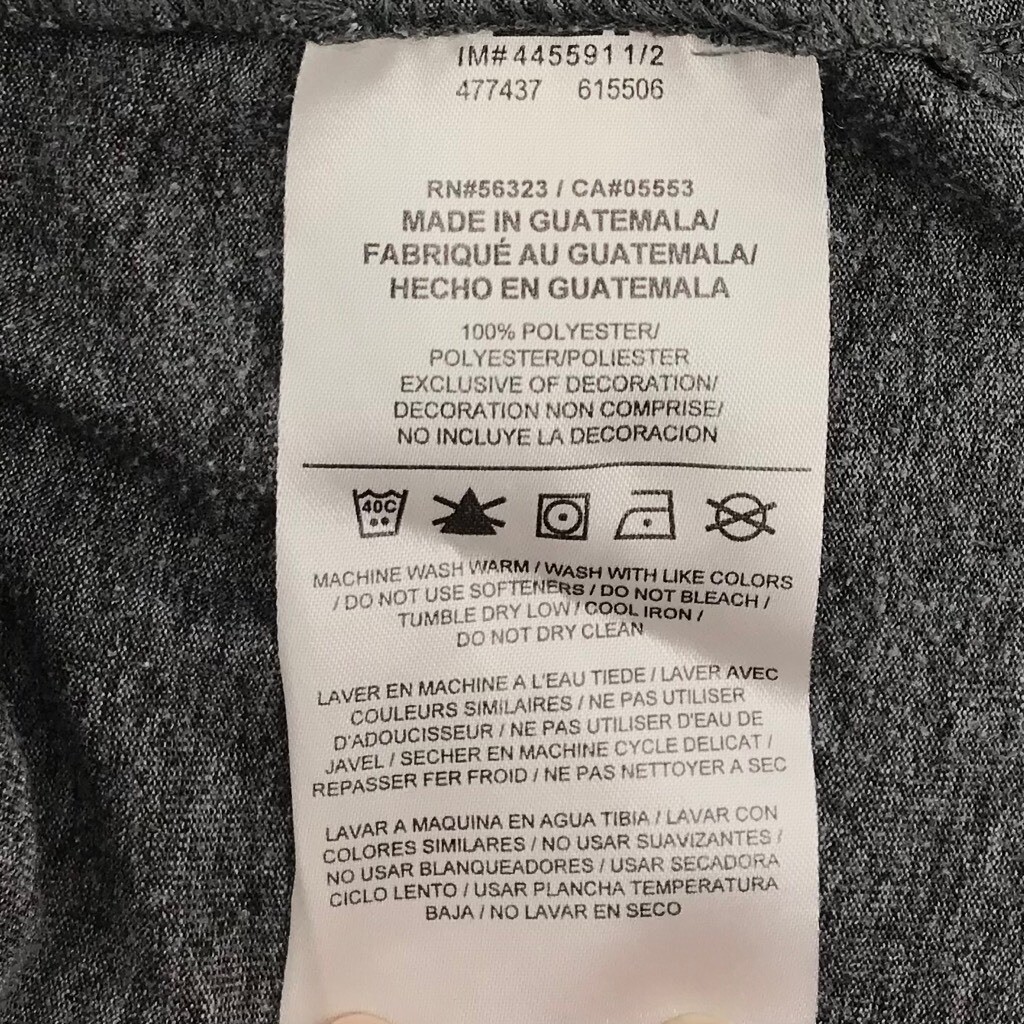 IM#445591 1/2
477437 615506
RN#56323 / CA#05553
MADE IN GUATEMALA/
FABRIQUÉ AU GUATEMALA/
HECHO EN GUATEMALA
100% POLYESTER/
POLYESTER/POLIESTER
EXCLUSIVE OF DECORATION/
DECORATION NON COMPRISE/
NO INCLUYE LA DECORACION
40C
MACHINE WASH WARM / WASH WITH LIKE COLORS
/ DO NOT USE SOFTENERS / DO NOT BLEACH /
TUMBLE DRY LOW / COOL IRON /
DO NOT DRY CLEAN
LAVER EN MACHINE A L'EAU TIEDE / LAVER AVEC
COULEURS SIMILAIRES / NE PAS UTILISER
D'ADOUCISSEUR / NE PAS UTILISER D'EAU DE
JAVEL / SECHER EN MACHINE CYCLE DELICAT /
REPASSER FER FROID / NE PAS NETTOYER A SEC
LAVAR A MAQUINA EN AGUA TIBIA / LAVAR CON
COLORES SIMILARES / NO USAR SUAVIZANTES /
NO USAR BLANQUEADORES / USAR SECADORA
CICLO LENTO / USAR PLANCHA TEMPERATURA
BAJA / NO LAVAR EN SECO